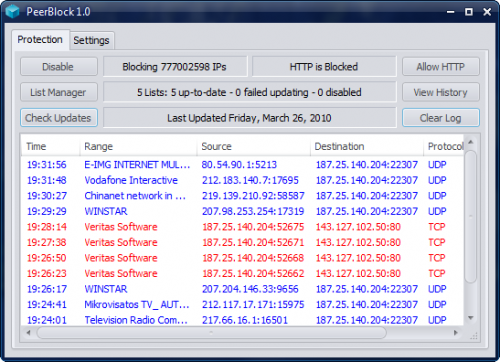 PeerBlock 1.0
Protection Settings
Disable Blocking 777002598 IPs HTTP is Blocked Allow HTTP
List Manager 5 Lists: 5 up-to-date - 0 failed updating - 0 disabled View History
Check Updates Last Updated Friday, March 26, 2010 Clear Log
Time Range Source Destination Protocol
19:31:56 E-IMG INTERNET MUL... 80.54.90.1:5213 187.25.140.204:22307 UDP
19:31:48 Vodafone Interactive 212.183.140.7:17695 187.25.140.204:22307 UDP
19:30:27 Chinanet network in ... 219.139.210.92:58587 187.25.140.204:22307 UDP
19:29:29 WINSTAR 207.98.253.254:17319 187.25.140.204:22307 UDP
19:28:14 Veritas Software 187.25.140.204:52675 143.127.102.50:80 TCP
19:27:38 Veritas Software 187.25.140.204:52671 143.127.102.50:80 TCP
19:26:50 Veritas Software 187.25.140.204:52668 143.127.102.50:80 TCP
19:26:23 Veritas Software 187.25.140.204:52662 143.127.102.50:80 TCP
19:26:17 WINSTAR 207.204.146.33:9656 187.25.140.204:22307 UDP
19:24:41 Mikrovisatos TV_ AUT... 212.117.17.171:15975 187.25.140.204:22307 UDP
19:24:01 Television Radio Com... 217.66.16.1:16501 187.25.140.204:22307 UDP